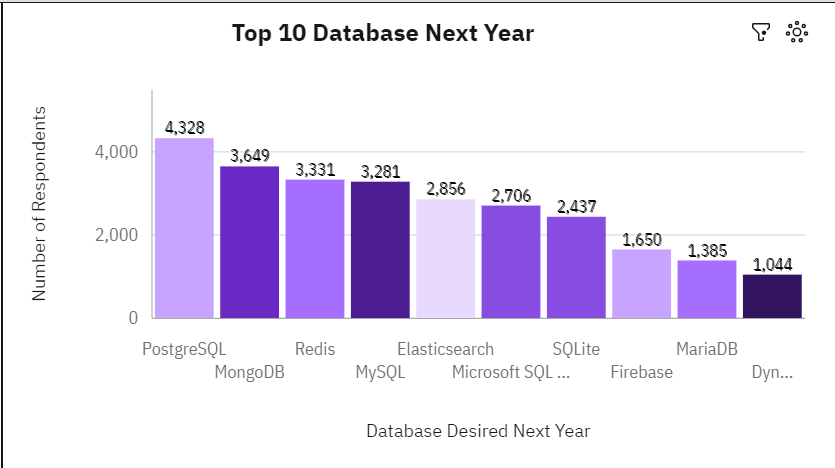 Top 10 Database Next Year
Number of Respondents
4,000
2,000
0
4,328
3,649
3,331
3,281
2,856
2,706
2,437
1,650
1,385
1,044
PostgreSQL
MongoDB
Redis
MySQL
Elasticsearch
Microsoft SQL ...
SQLite
Firebase
MariaDB
Dyn...
Database Desired Next Year